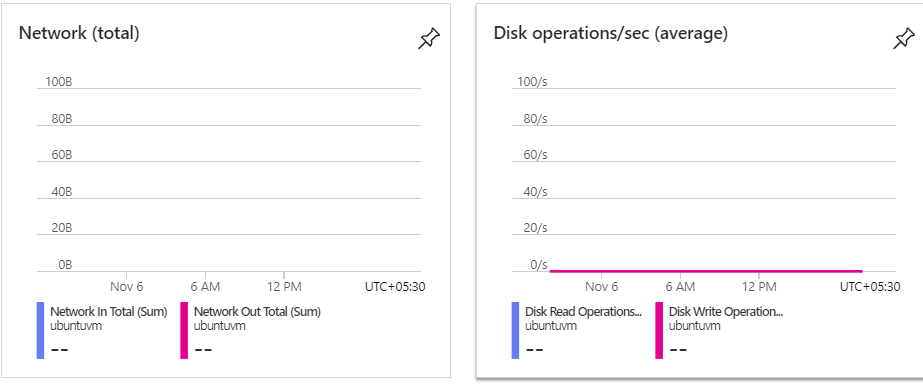 Network (total)
100B
80B
60B
40B
20B
0B
Nov 6 6 AM 12 PM UTC+05:30
Network In Total (Sum)
ubuntuvm
--
Network Out Total (Sum)
ubuntuvm
--
Disk operations/sec (average)
100/s
80/s
60/s
40/s
20/s
0/s
Nov 6 6 AM 12 PM UTC+05:30
Disk Read Operations...
ubuntuvm
--
Disk Write Operation...
ubuntuvm
--